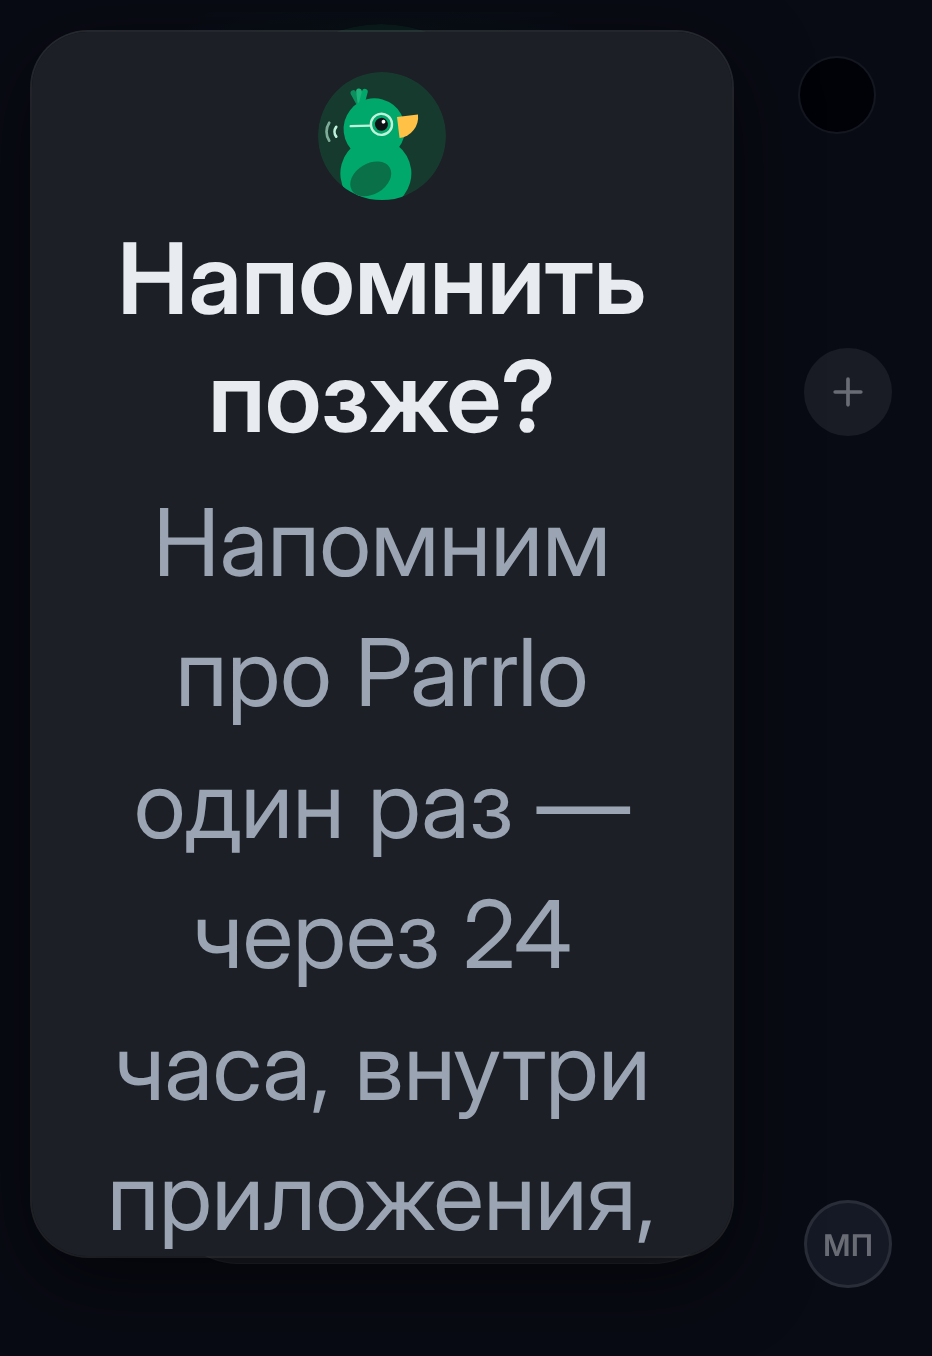 Напомнить
позже?
Напомним
про Parrlo
один раз —
через 24
часа, внутри
приложения,
МП